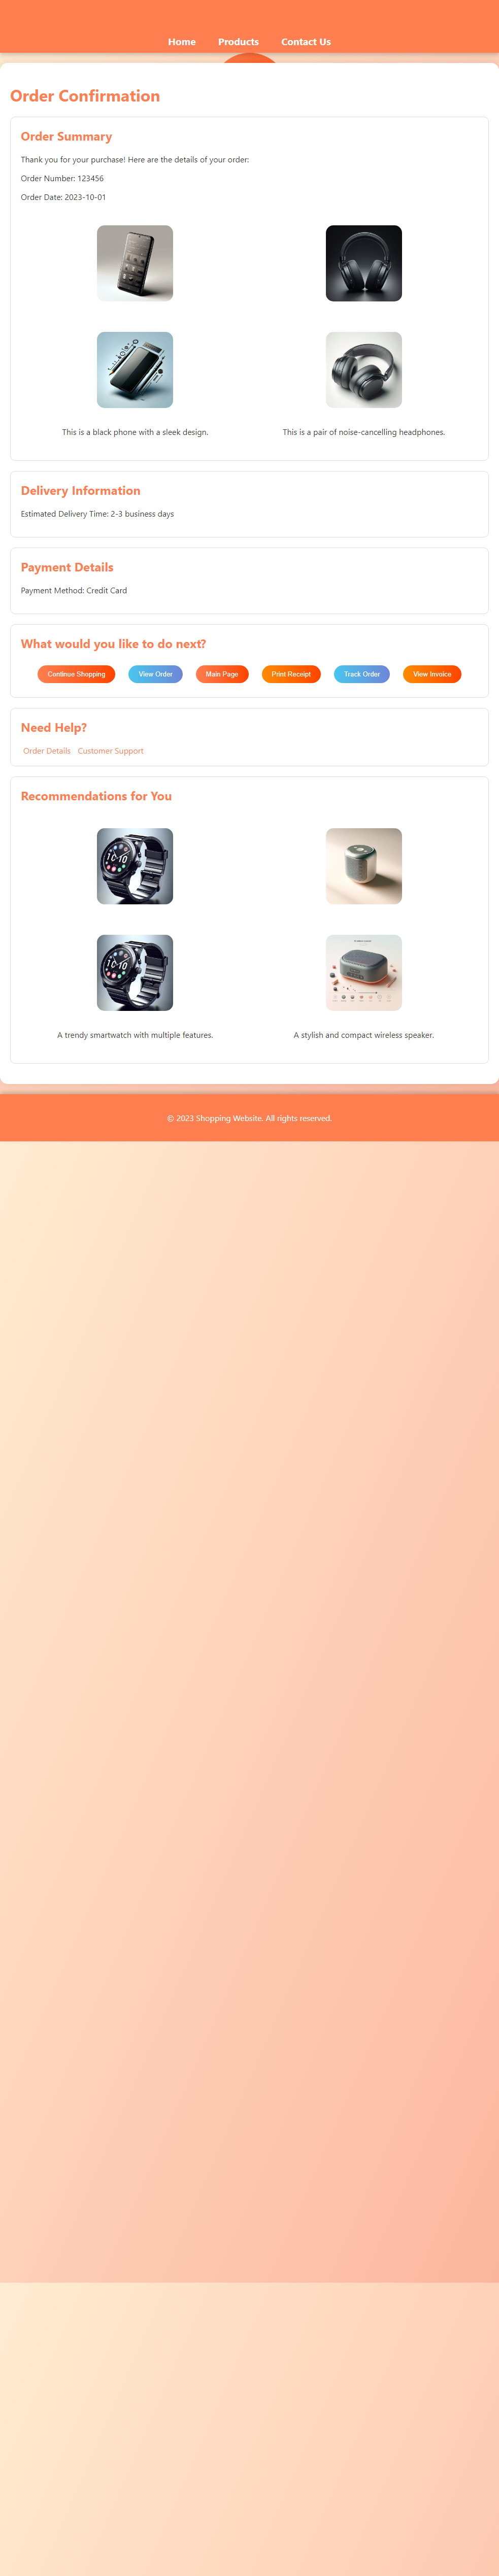 Home Products Contact Us
Order Confirmation
Order Summary
Thank you for your purchase! Here are the details of your order:
Order Number: 123456
Order Date: 2023-10-01
This is a black phone with a sleek design. This is a pair of noise-cancelling headphones.
Delivery Information
Estimated Delivery Time: 2-3 business days
Payment Details
Payment Method: Credit Card
What would you like to do next?
Continue Shopping View Order Main Page Print Receipt Track Order View Invoice
Need Help?
Order Details Customer Support
Recommendations for You
A trendy smartwatch with multiple features. A stylish and compact wireless speaker.
© 2023 Shopping Website. All rights reserved.